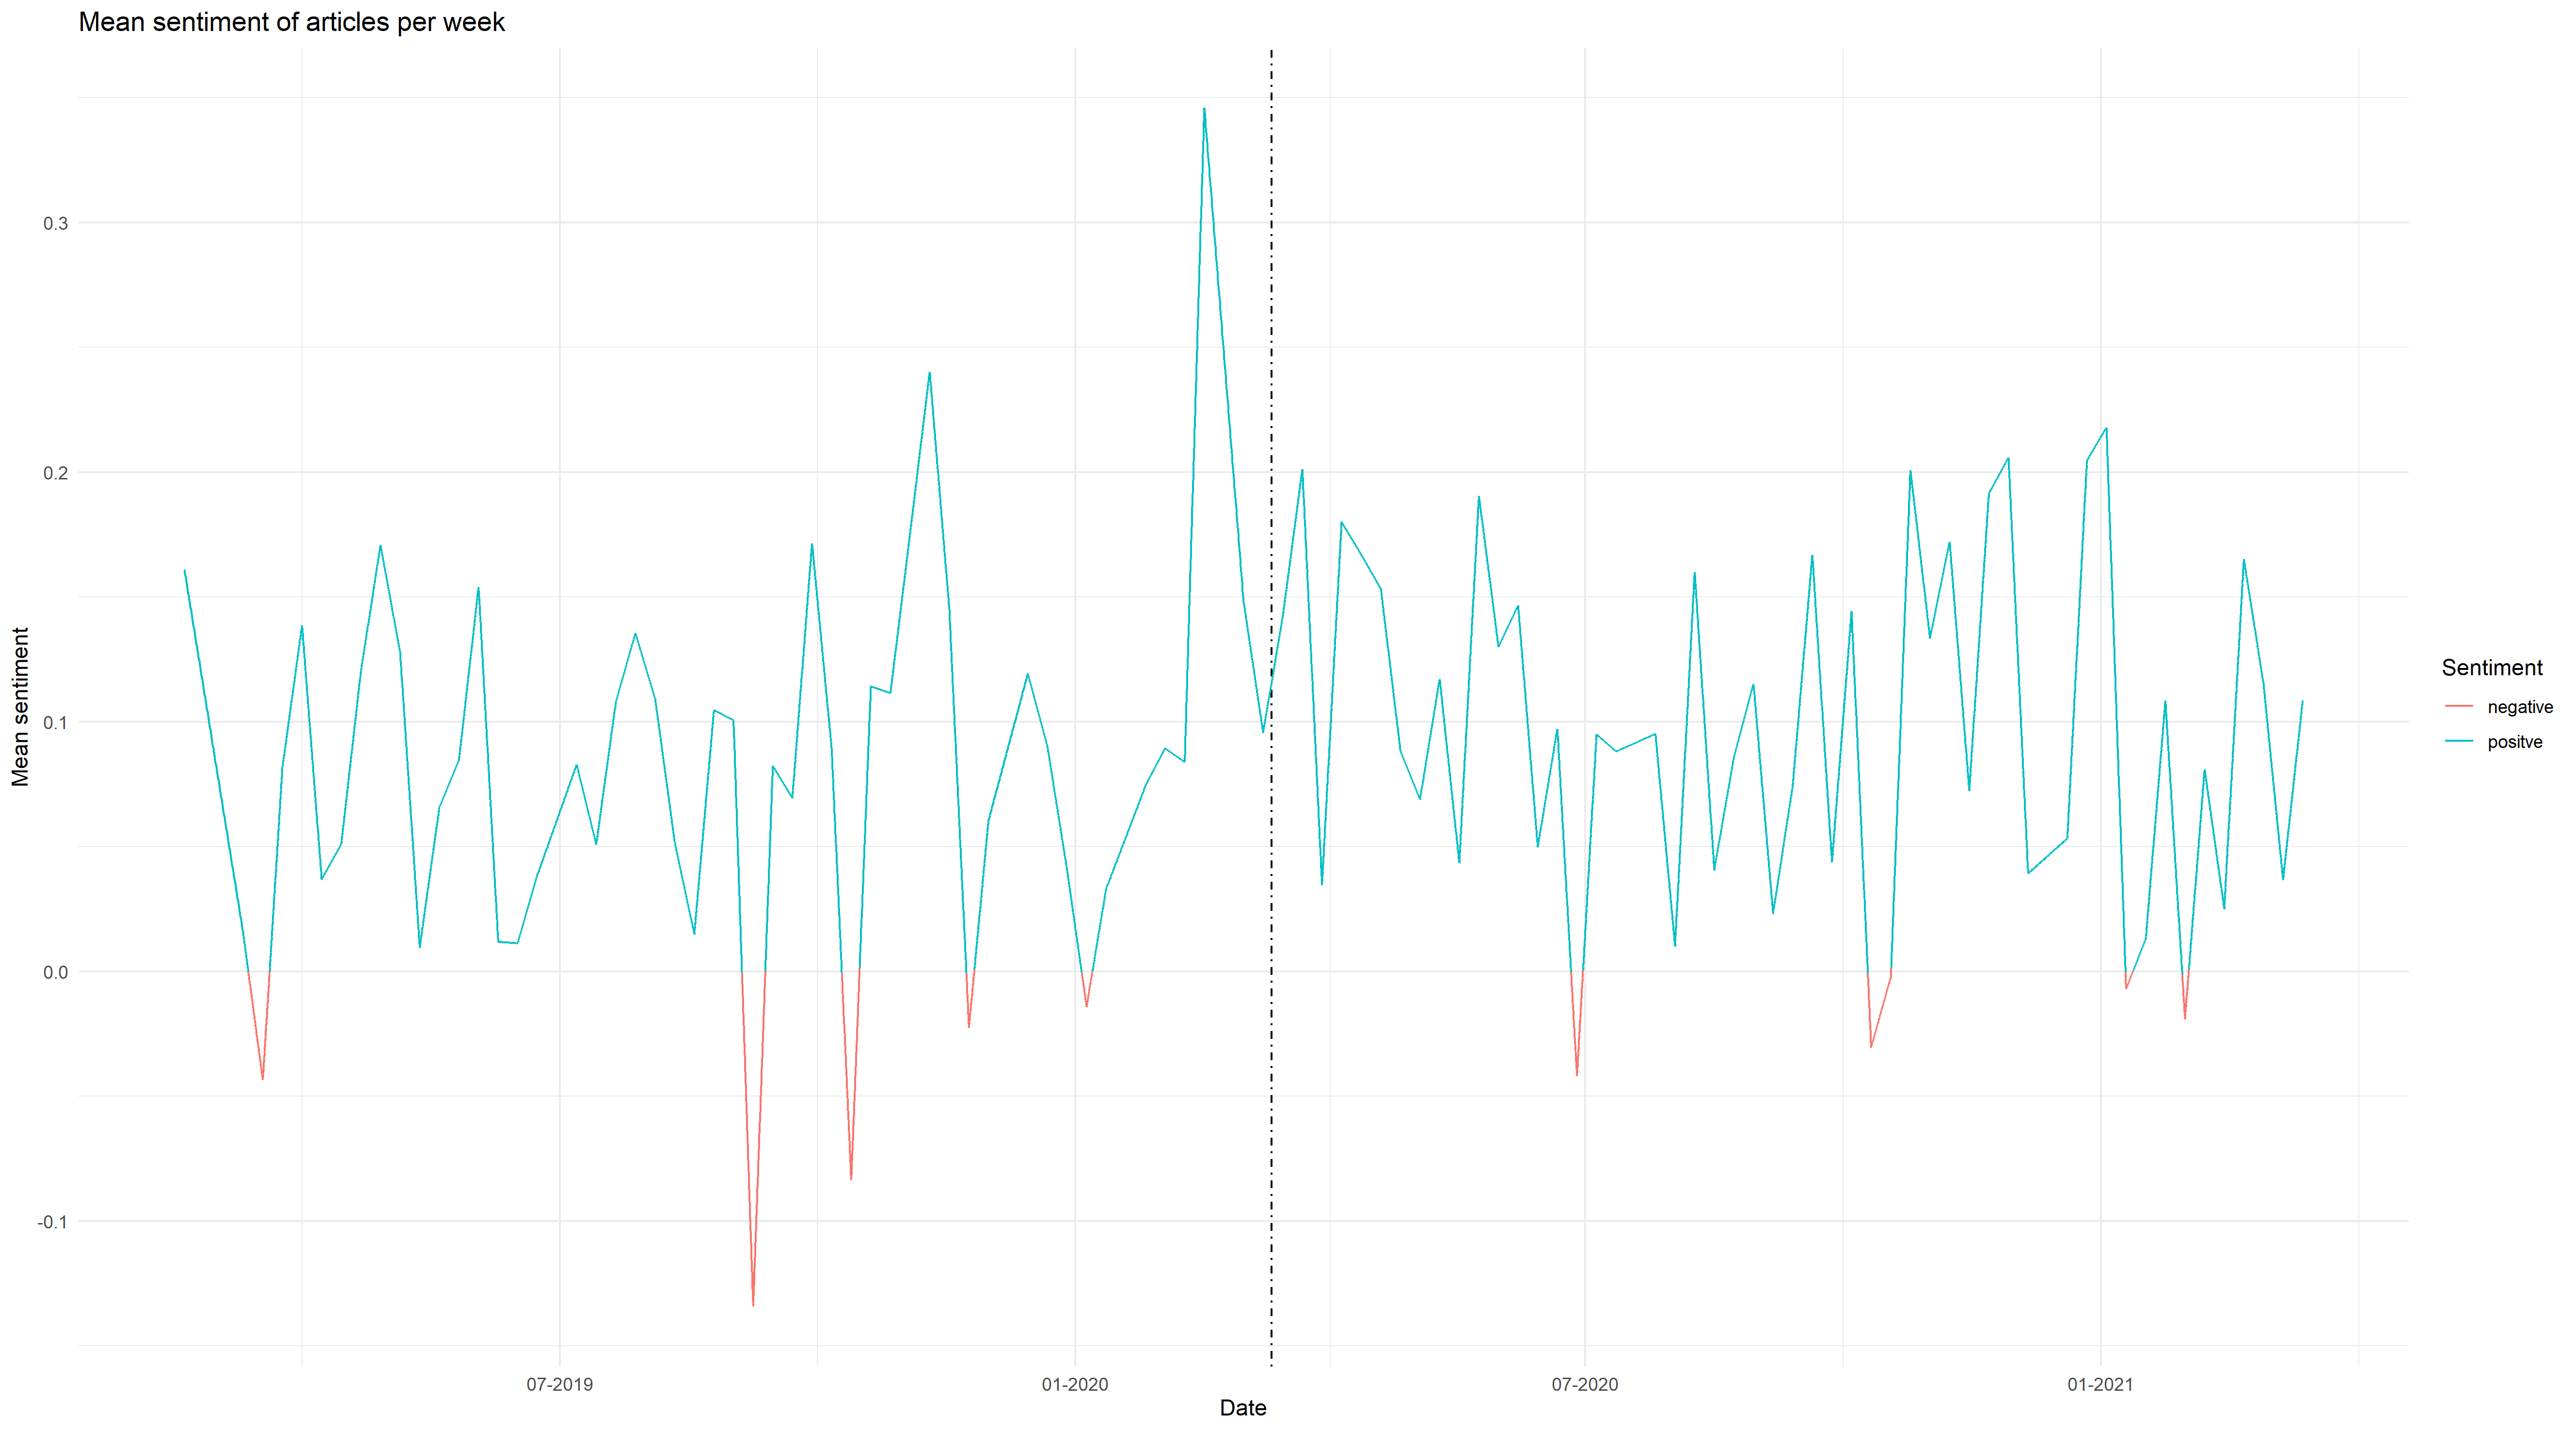 Mean sentiment of articles per week
Mean sentiment
0.3
0.2
0.1
0.0
-0.1
07-2019
01-2020
07-2020
01-2021
Date
Sentiment
negative
positve